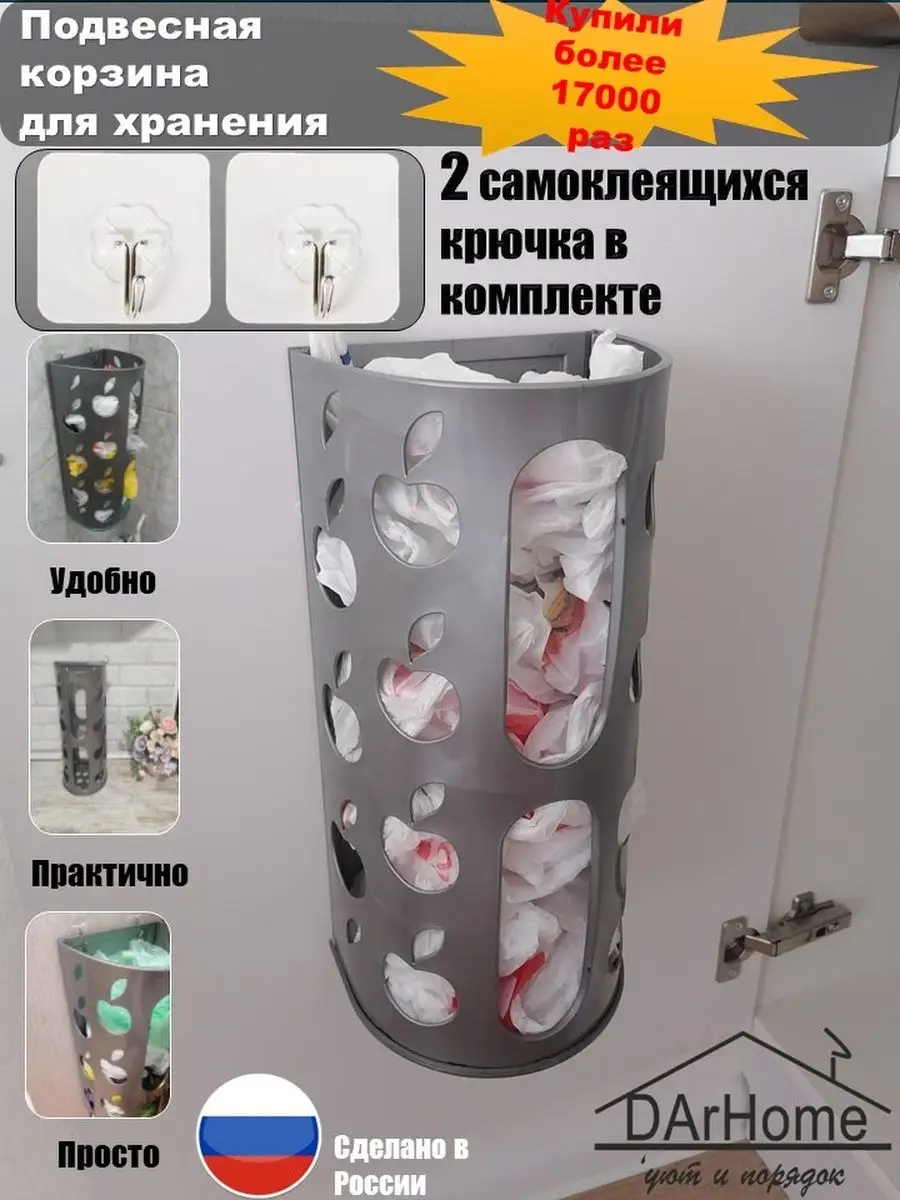 Подвесная
корзина
для хранения
Купили
более
17000
раз
2 самоклеящихся
крючка в
комплекте
Удобно
Практично
Просто
Сделано в
России
DArHome
уют и порядок